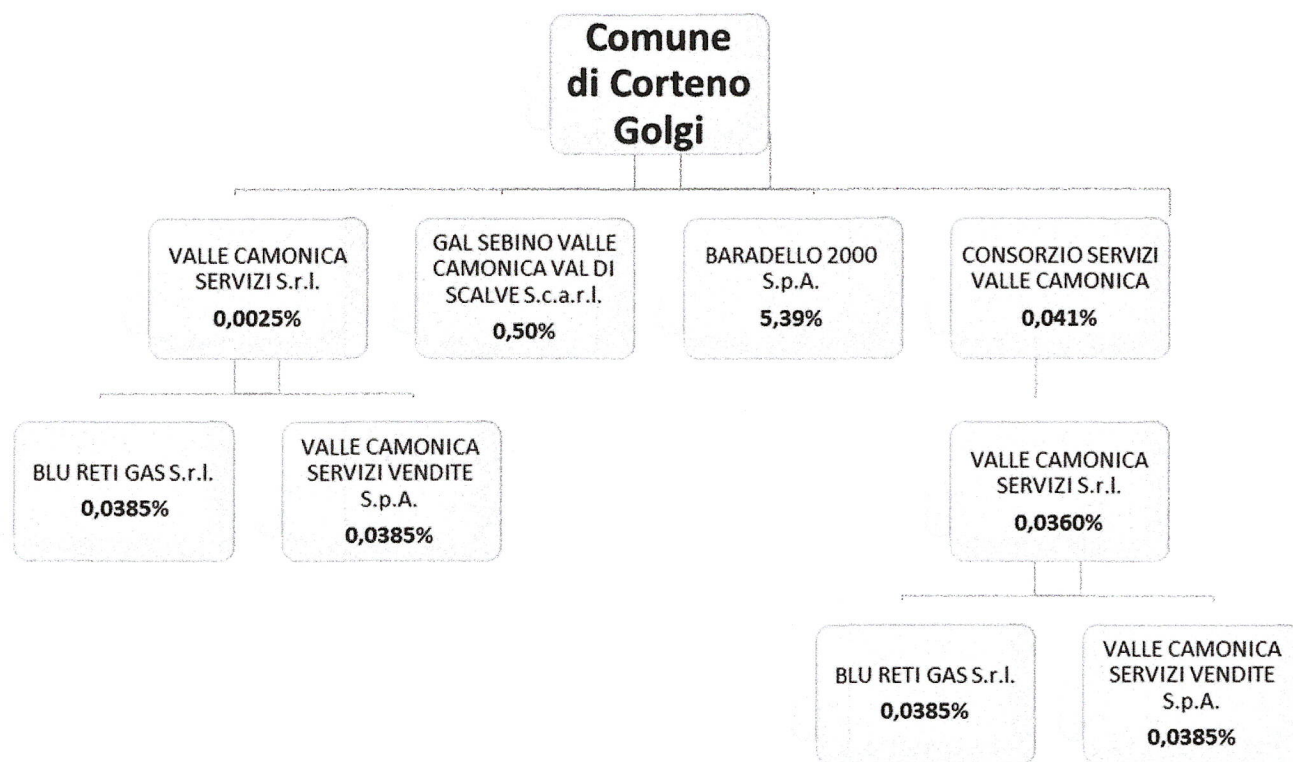 Comune
di Corteno
Golgi
VALLE CAMONICA
SERVIZI S.r.l.
0,0025%
GAL SEBINO VALLE
CAMONICA VAL DI
SCALVE S.c.a.r.l.
0,50%
BARADELLO 2000
S.p.A.
5,39%
CONSORZIO SERVIZI
VALLE CAMONICA
0,041%
BLU RETI GAS S.r.l.
0,0385%
VALLE CAMONICA
SERVIZI VENDITE
S.p.A.
0,0385%
VALLE CAMONICA
SERVIZI S.r.l.
0,0360%
BLU RETI GAS S.r.l.
0,0385%
VALLE CAMONICA
SERVIZI VENDITE
S.p.A.
0,0385%